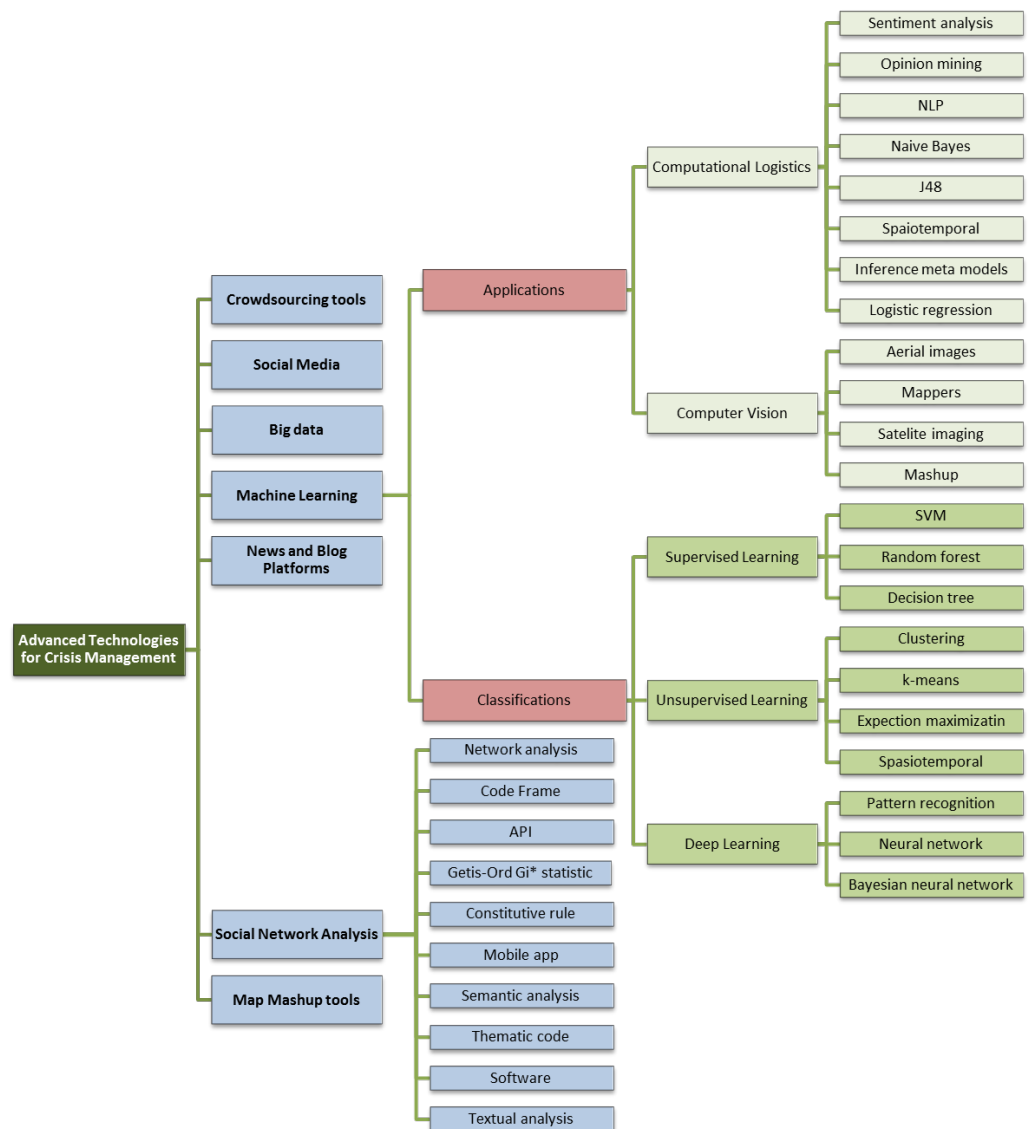 Advanced Technologies
for Crisis Management
Crowdsourcing tools
Social Media
Big data
Machine Learning
News and Blog
Platforms
Social Network Analysis
Map Mashup tools
Applications
Classifications
Network analysis
Code Frame
API
Getis-Ord Gi* statistic
Constitutive rule
Mobile app
Semantic analysis
Thematic code
Software
Textual analysis
Computational Logistics
Computer Vision
Supervised Learning
Unsupervised Learning
Deep Learning
Sentiment analysis
Opinion mining
NLP
Naive Bayes
J48
Spaiotemporal
Inference meta models
Logistic regression
Aerial images
Mappers
Satelite imaging
Mashup
SVM
Random forest
Decision tree
Clustering
k-means
Expection maximizatin
Spasiotemporal
Pattern recognition
Neural network
Bayesian neural network